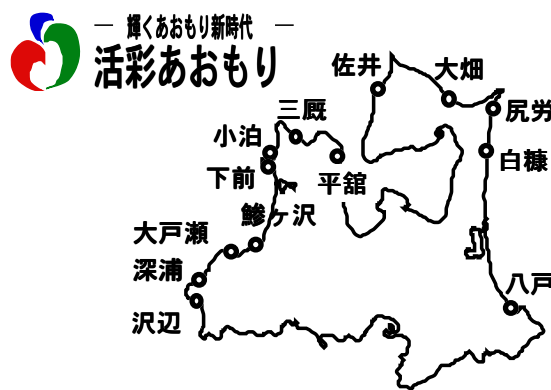 ― 輝くあおもり新時代 ―
活彩あおもり
佐井
大畑
三厩
尻労
小泊
白糠
下前
平舘
鰺ヶ沢
大戸瀬
深浦
八戸
沢辺